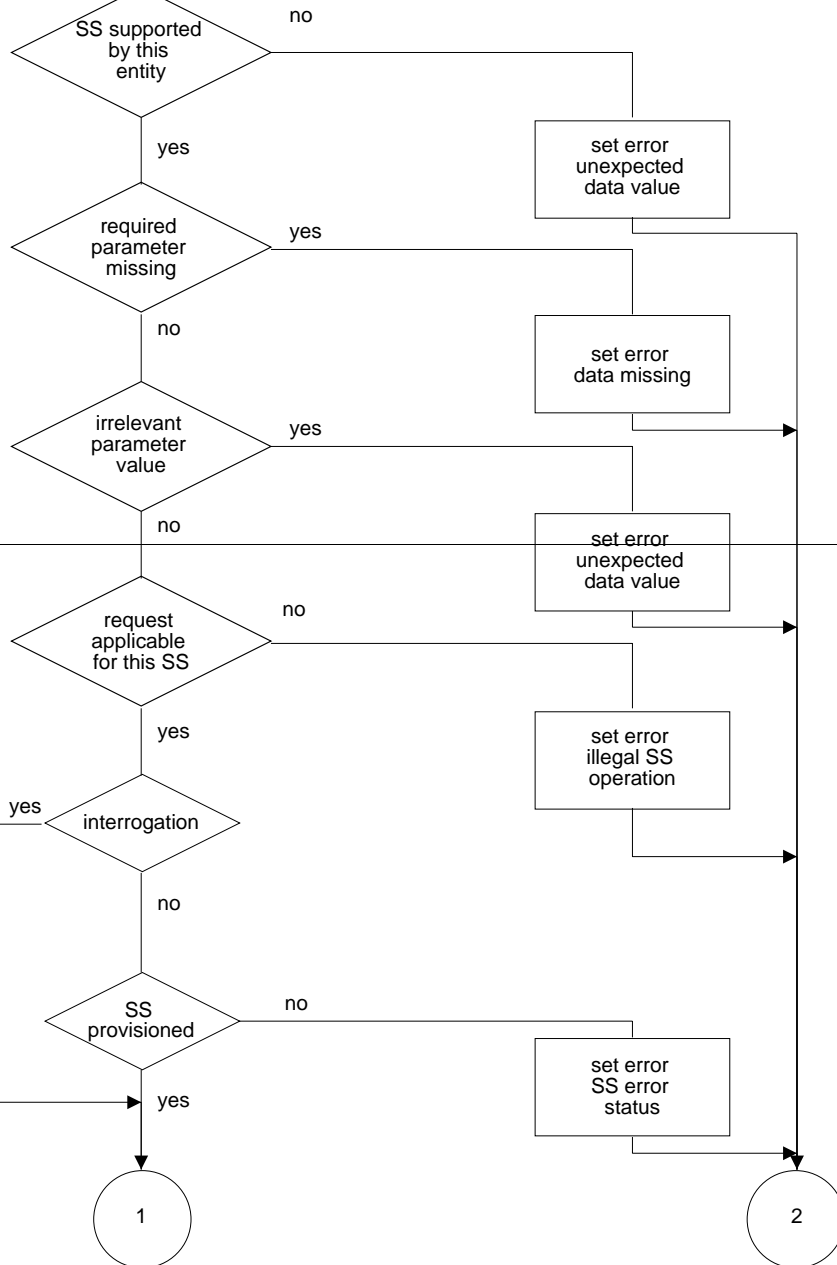 SS supported
by this
entity
no
yes
set error
unexpected
data value
required
parameter
missing
yes
no
set error
data missing
irrelevant
parameter
value
yes
no
set error
unexpected
data value
request
applicable
for this SS
no
yes
set error
illegal SS
operation
yes
interrogation
no
SS
provisioned
no
set error
SS error
status
yes
1
2